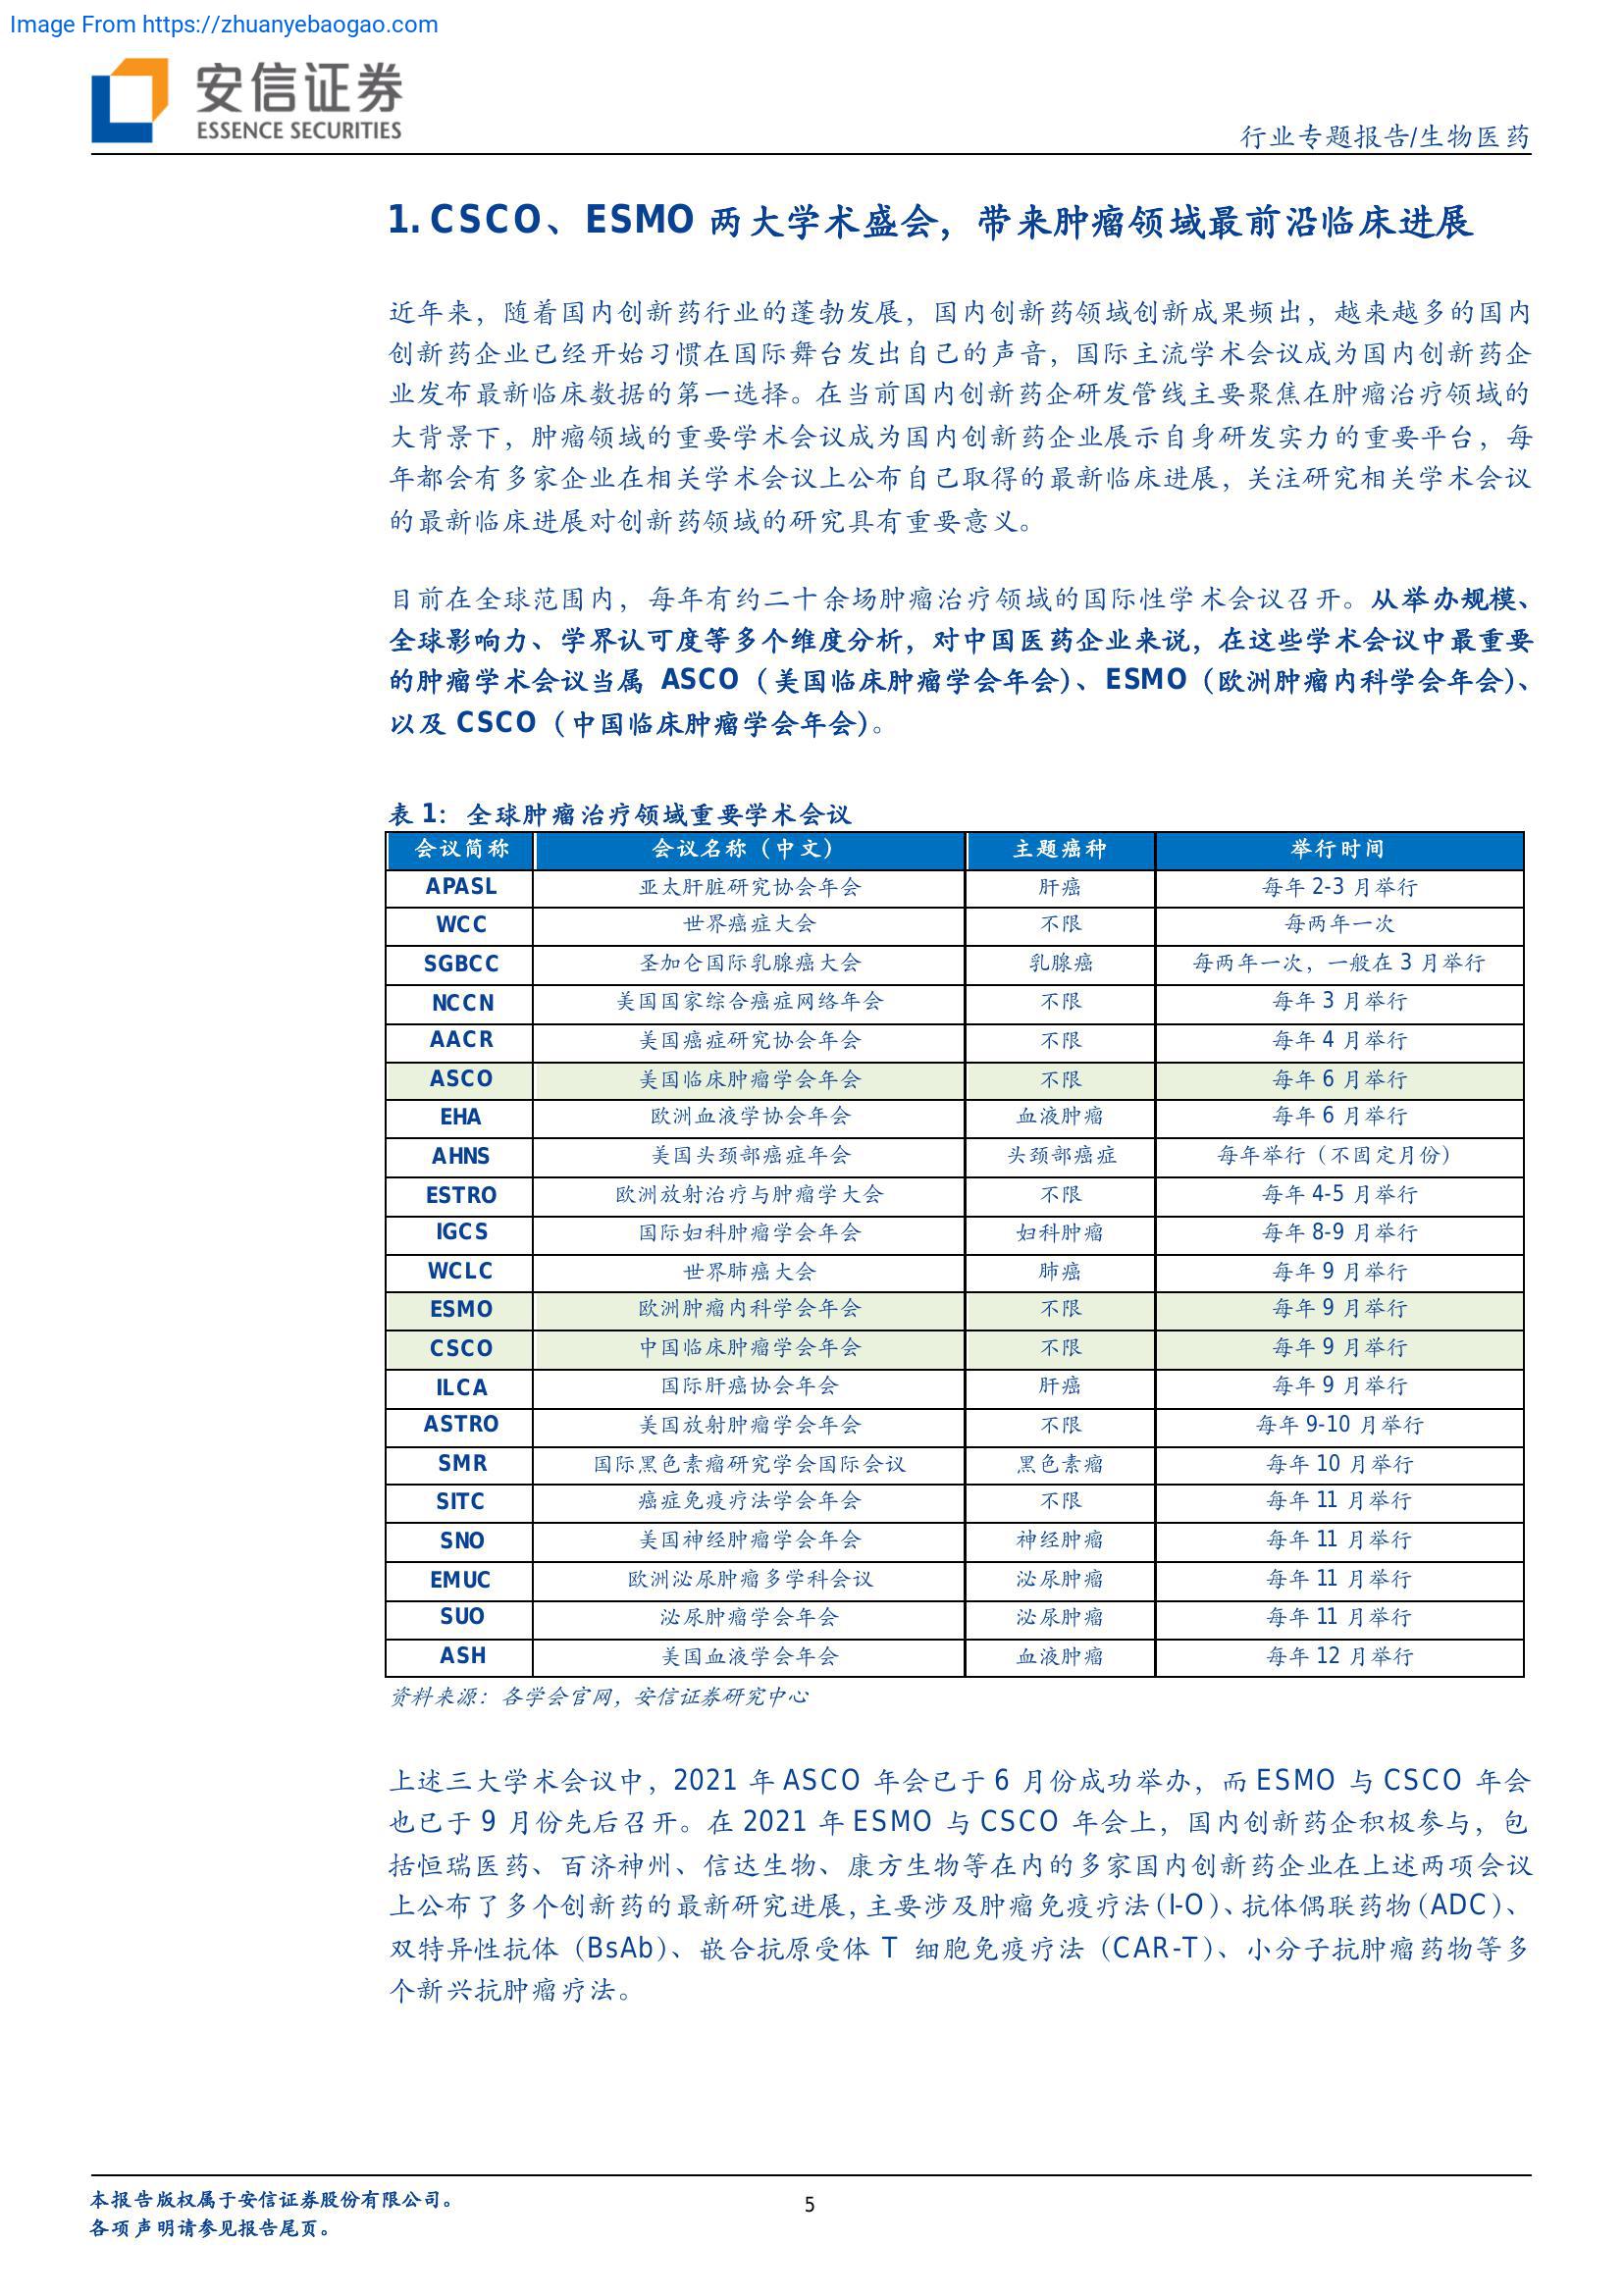 Image From https://zhuanyebaogao.com
安信证券
ESSENCE SECURITIES
行业专题报告/生物医药
1. CSCO、ESMO 两大学术盛会，带来肿瘤领域最前沿临床进展
近年来，随着国内创新药行业的蓬勃发展，国内创新药领域创新成果频出，越来越多的国内
创新药企业已经开始习惯在国际舞台发出自己的声音，国际主流学术会议成为国内创新药企
业发布最新临床数据的第一选择。在当前国内创新药企研发管线主要聚焦在肿瘤治疗领域的
大背景下，肿瘤领域的重要学术会议成为国内创新药企业展示自身研发实力的重要平台，每
年都会有多家企业在相关学术会议上公布自己取得的最新临床进展，关注研究相关学术会议
的最新临床进展对创新药领域的研究具有重要意义。
目前在全球范围内，每年有约二十余场肿瘤治疗领域的国际性学术会议召开。从举办规模、
全球影响力、学界认可度等多个维度分析，对中国医药企业来说，在这些学术会议中最重要
的肿瘤学术会议当属 ASCO（美国临床肿瘤学会年会）、ESMO（欧洲肿瘤内科学会年会）、
以及 CSCO（中国临床肿瘤学会年会）。
表 1：全球肿瘤治疗领域重要学术会议
会议简称 会议名称（中文） 主题癌种 举行时间
APASL 亚太肝脏研究协会年会 肝癌 每年 2-3 月举行
WCC 世界癌症大会 不限 每两年一次
SGBCC 圣加仑国际乳腺癌大会 乳腺癌 每两年一次，一般在 3 月举行
NCCN 美国国家综合癌症网络年会 不限 每年 3 月举行
AACR 美国癌症研究协会年会 不限 每年 4 月举行
ASCO 美国临床肿瘤学会年会 不限 每年 6 月举行
EHA 欧洲血液学协会年会 血液肿瘤 每年 6 月举行
AHNS 美国头颈部癌症年会 头颈部癌症 每年举行（不固定月份）
ESTRO 欧洲放射治疗与肿瘤学大会 不限 每年 4-5 月举行
IGCS 国际妇科肿瘤学会年会 妇科肿瘤 每年 8-9 月举行
WCLC 世界肺癌大会 肺癌 每年 9 月举行
ESMO 欧洲肿瘤内科学会年会 不限 每年 9 月举行
CSCO 中国临床肿瘤学会年会 不限 每年 9 月举行
ILCA 国际肝癌协会年会 肝癌 每年 9 月举行
ASTRO 美国放射肿瘤学会年会 不限 每年 9-10 月举行
SMR 国际黑色素瘤研究学会国际会议 黑色素瘤 每年 10 月举行
SITC 癌症免疫疗法学会年会 不限 每年 11 月举行
SNO 美国神经肿瘤学会年会 神经肿瘤 每年 11 月举行
EMUC 欧洲泌尿肿瘤多学科会议 泌尿肿瘤 每年 11 月举行
SUO 泌尿肿瘤学会年会 泌尿肿瘤 每年 11 月举行
ASH 美国血液学会年会 血液肿瘤 每年 12 月举行
资料来源：各学会官网，安信证券研究中心
上述三大学术会议中，2021 年 ASCO 年会已于 6 月份成功举办，而 ESMO 与 CSCO 年会
也已于 9 月份先后召开。在 2021 年 ESMO 与 CSCO 年会上，国内创新药企积极参与，包
括恒瑞医药、百济神州、信达生物、康方生物等在内的多家国内创新药企业在上述两项会议
上公布了多个创新药的最新研究进展，主要涉及肿瘤免疫疗法（I-O）、抗体偶联药物（ADC）、
双特异性抗体（BsAb）、嵌合抗原受体 T 细胞免疫疗法（CAR-T）、小分子抗肿瘤药物等多
个新兴抗肿瘤疗法。
本报告版权属于安信证券股份有限公司。
各项声明请参见报告尾页。
5